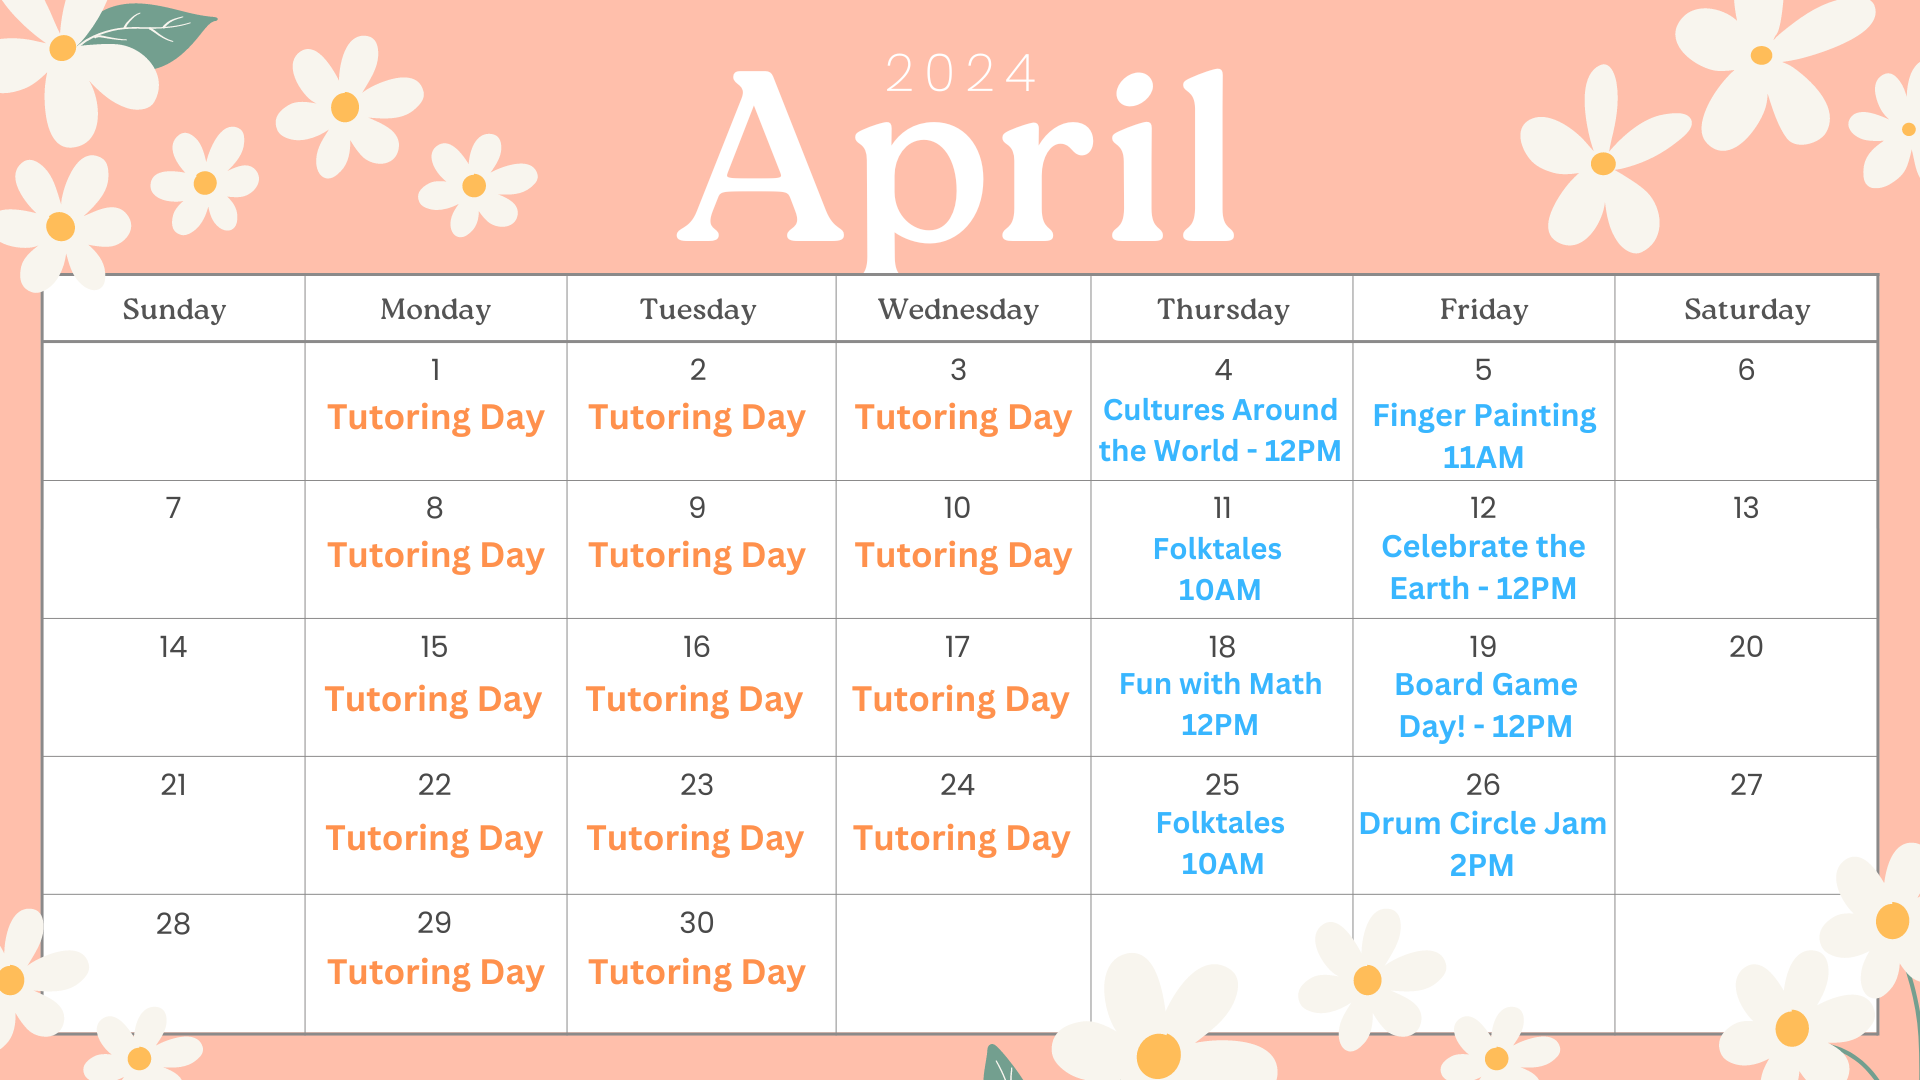 2024
April
Sunday Monday Tuesday Wednesday Thursday Friday Saturday
1 2 3 4 5 6
Tutoring Day Tutoring Day Tutoring Day Cultures Around Finger Painting
the World - 12PM 11AM
7 8 9 10 11 12 13
Tutoring Day Tutoring Day Tutoring Day Folktales Celebrate the
10AM Earth - 12PM
14 15 16 17 18 19 20
Tutoring Day Tutoring Day Tutoring Day Fun with Math Board Game
12PM Day! - 12PM
21 22 23 24 25 26 27
Tutoring Day Tutoring Day Tutoring Day Folktales Drum Circle Jam
10AM 2PM
28 29 30
Tutoring Day Tutoring Day